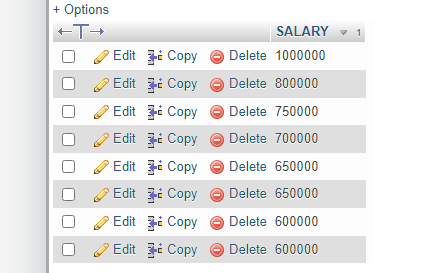 + Options
←T→ SALARY 1
Edit Copy Delete 1000000
Edit Copy Delete 800000
Edit Copy Delete 750000
Edit Copy Delete 700000
Edit Copy Delete 650000
Edit Copy Delete 650000
Edit Copy Delete 600000
Edit Copy Delete 600000